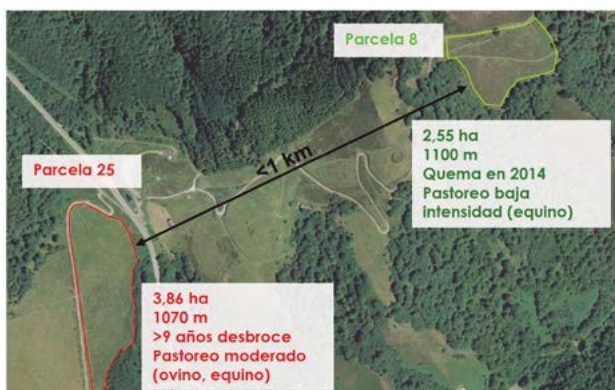 Parcela 8
<1 km
2,55 ha
1100 m
Quema en 2014
Pastoreo baja
intensidad (equino)
Parcela 25
3,86 ha
1070 m
>9 años desbroce
Pastoreo moderado
(ovino, equino)